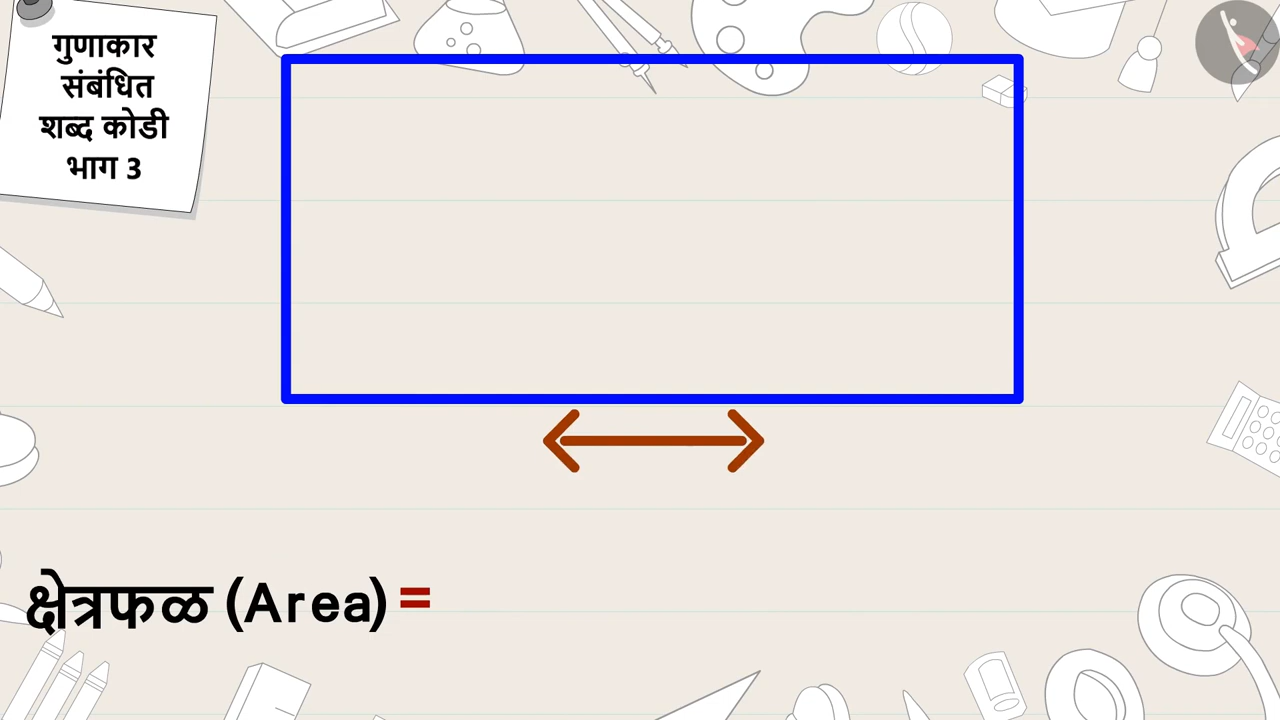 गुणाकार
संबंधित
शब्द कोडी
भाग 3
क्षेत्रफळ (Area) =